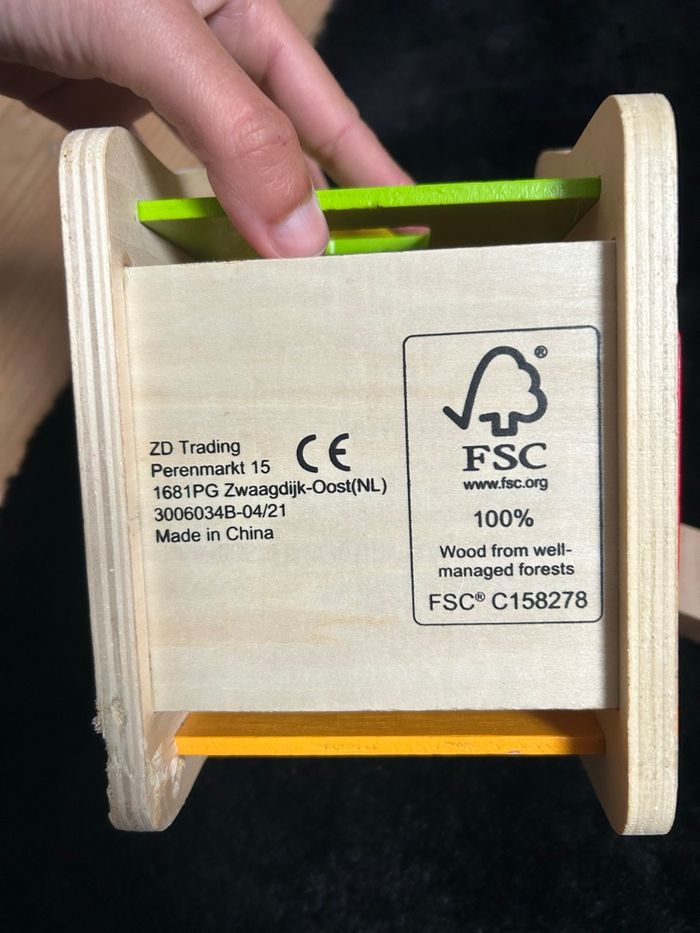 ZD Trading
Perenmarkt 15
1681PG Zwaagdijk-Oost(NL)
3006034B-04/21
Made in China
CE
®
FSC
www.fsc.org
100%
Wood from well-
managed forests
FSC® C158278